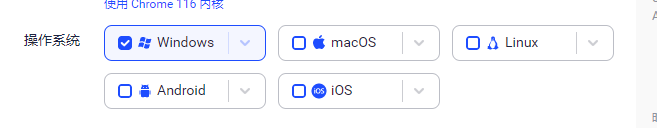 使用 Chrome 116 内核
操作系统
Windows
macOS
Linux
Android
iOS